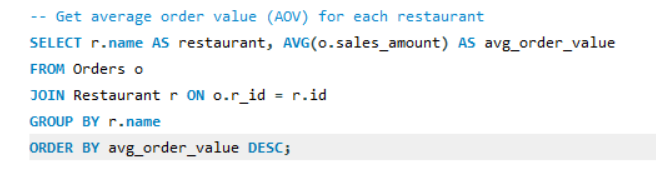 -- Get average order value (AOV) for each restaurant
SELECT r.name AS restaurant, AVG(o.sales_amount) AS avg_order_value
FROM Orders o
JOIN Restaurant r ON o.r_id = r.id
GROUP BY r.name
ORDER BY avg_order_value DESC;